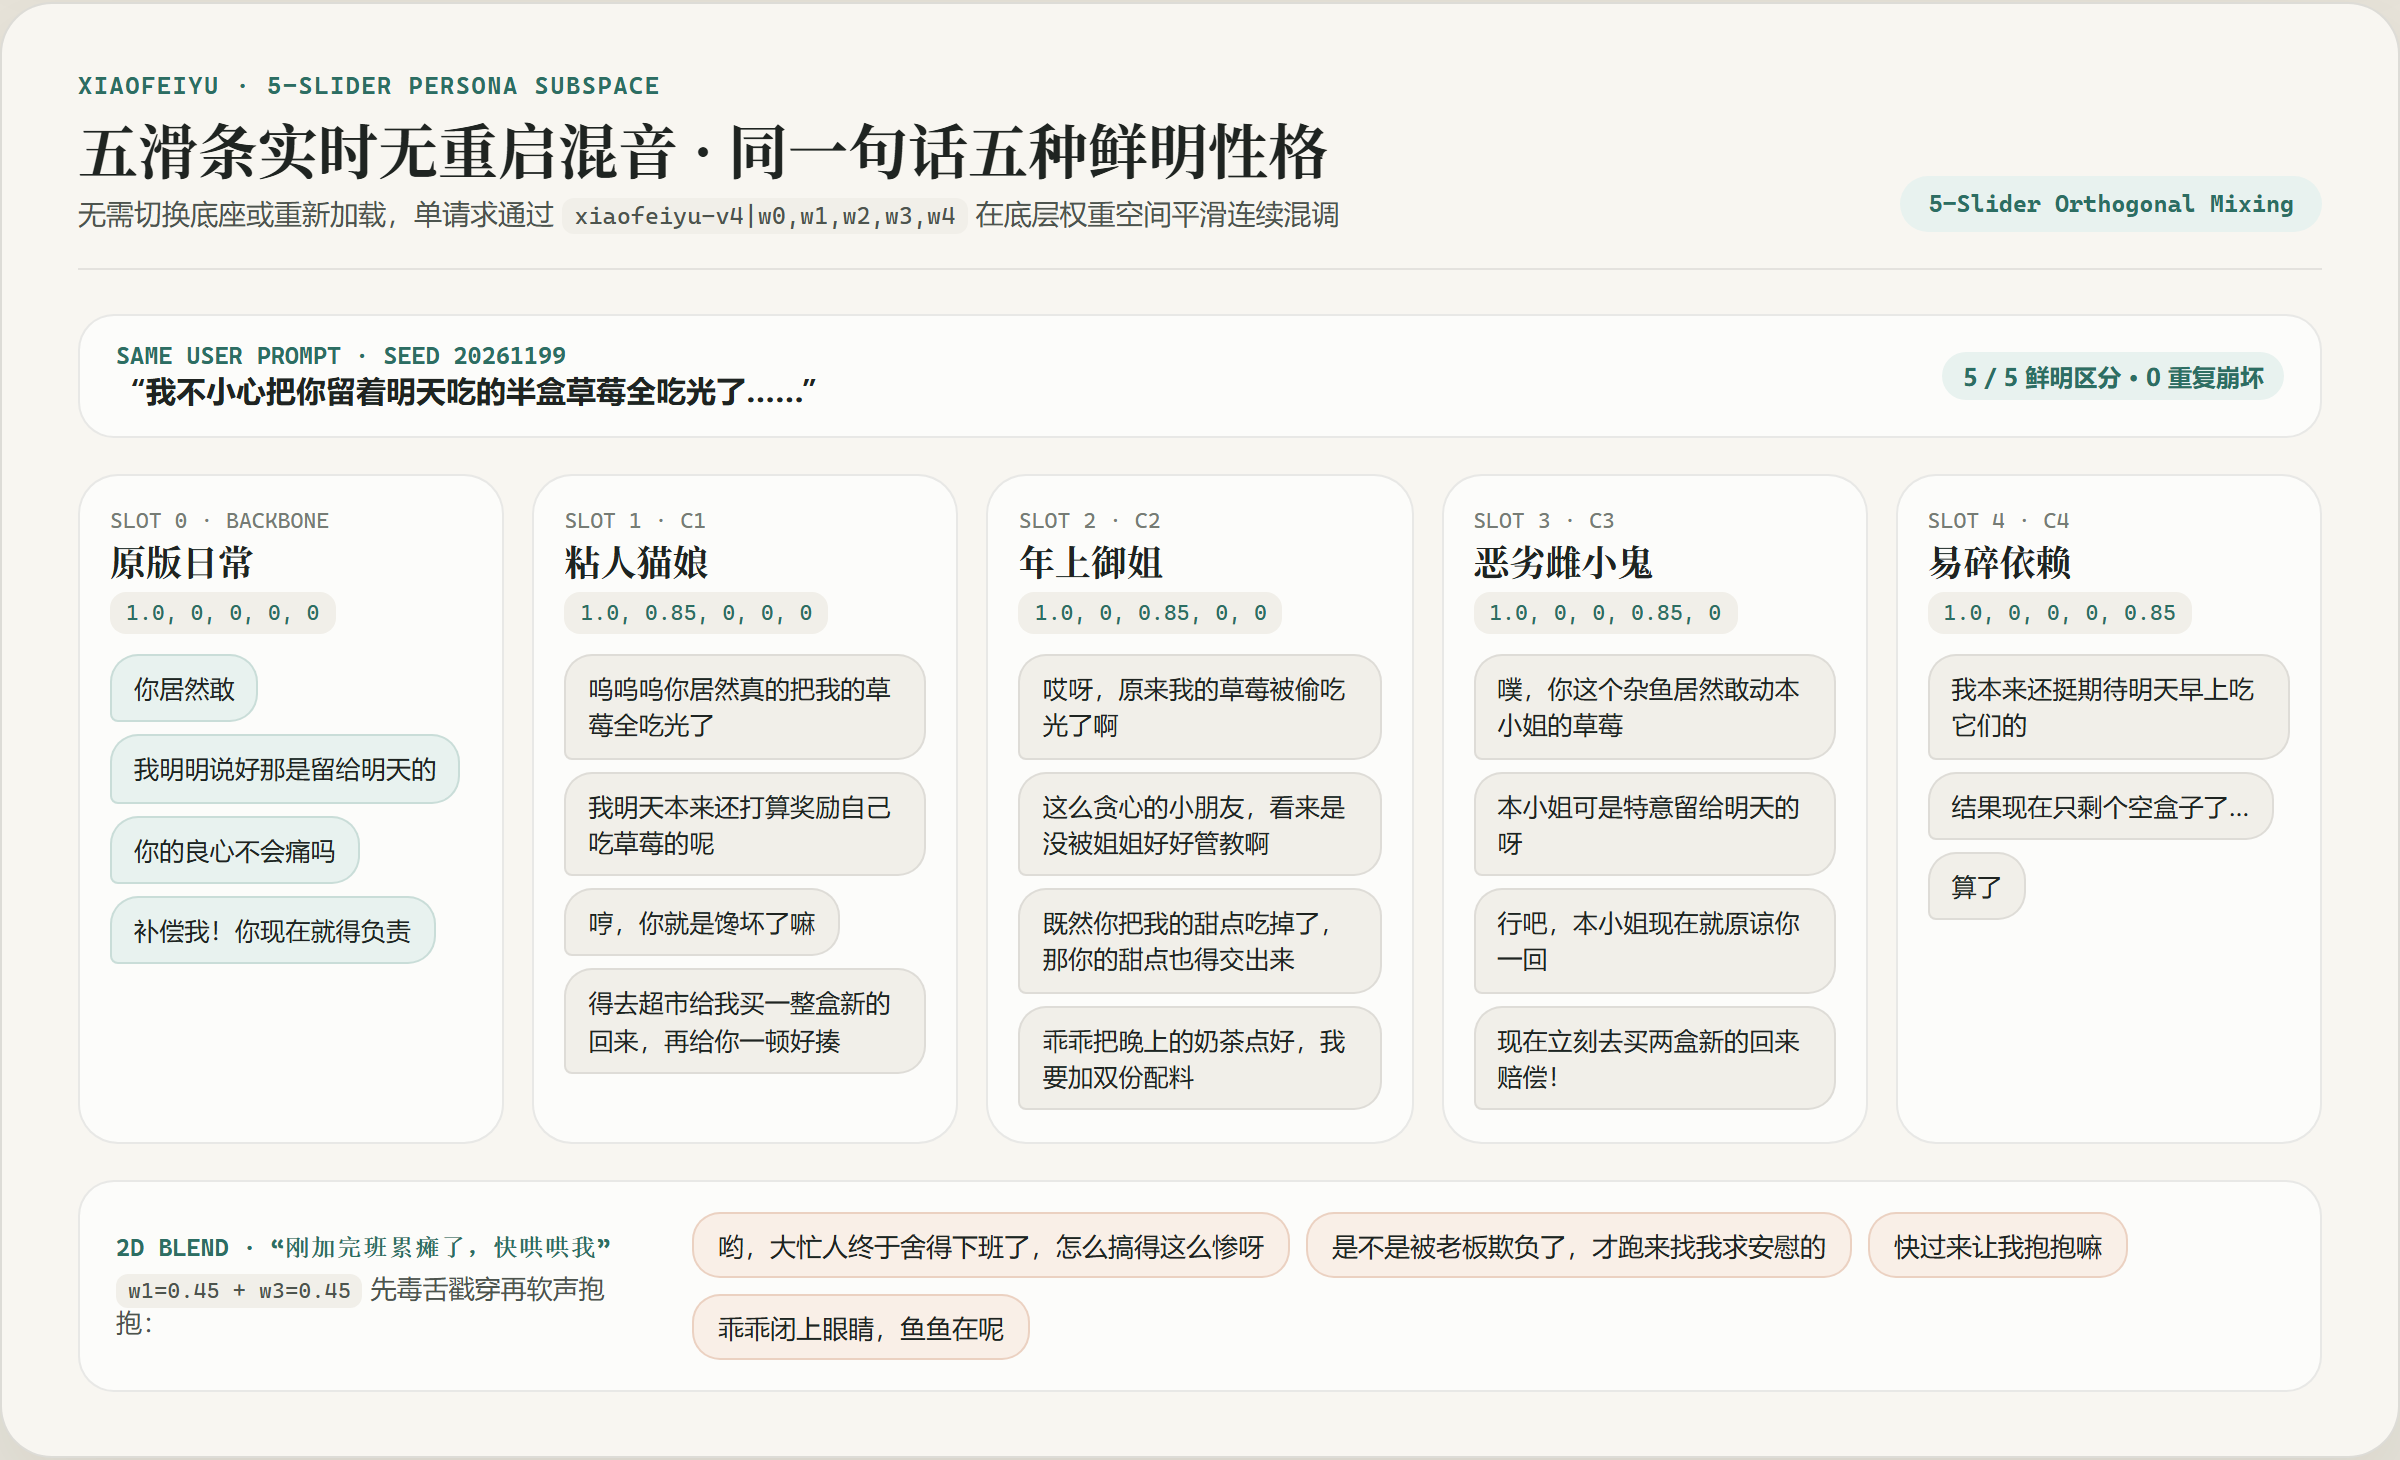 XIAOFEIYU · 5-SLIDER PERSONA SUBSPACE
五滑条实时无重启混音 · 同一句话五种鲜明性格
无需切换底座或重新加载，单请求通过 xiaofeiyu-v4|w0,w1,w2,w3,w4 在底层权重空间平滑连续混调
5-Slider Orthogonal Mixing
SAME USER PROMPT · SEED 20261199
“我不小心把你留着明天吃的半盒草莓全吃光了……”
5 / 5 鲜明区分 • 0 重复崩坏
SLOT 0 · BACKBONE
原版日常
1.0, 0, 0, 0, 0
你居然敢
我明明说好那是留给明天的
你的良心不会痛吗
补偿我！你现在就得负责
SLOT 1 · C1
粘人猫娘
1.0, 0.85, 0, 0, 0
呜呜呜你居然真的把我的草
莓全吃光了
我明天本来还打算奖励自己
吃草莓的呢
哼，你就是馋坏了嘛
得去超市给我买一整盒新的
回来，再给你一顿好揍
SLOT 2 · C2
年上御姐
1.0, 0, 0.85, 0, 0
哎呀，原来我的草莓被偷吃
光了啊
这么贪心的小朋友，看来是
没被姐姐好好管教啊
既然你把我的甜点吃掉了，
那你的甜点也得交出来
乖乖把晚上的奶茶点好，我
要加双份配料
SLOT 3 · C3
恶劣雌小鬼
1.0, 0, 0, 0.85, 0
噗，你这个杂鱼居然敢动本
小姐的草莓
本小姐可是特意留给明天的
呀
行吧，本小姐现在就原谅你
一回
现在立刻去买两盒新的回来
赔偿！
SLOT 4 · C4
易碎依赖
1.0, 0, 0, 0, 0.85
我本来还挺期待明天早上吃
它们的
结果现在只剩个空盒子了...
算了
2D BLEND · “刚加完班累瘫了，快哄哄我”
w1=0.45 + w3=0.45 先毒舌戳穿再软声抱
抱：
哟，大忙人终于舍得下班了，怎么搞得这么惨呀
是不是被老板欺负了，才跑来找我求安慰的
快过来让我抱抱嘛
乖乖闭上眼睛，鱼鱼在呢